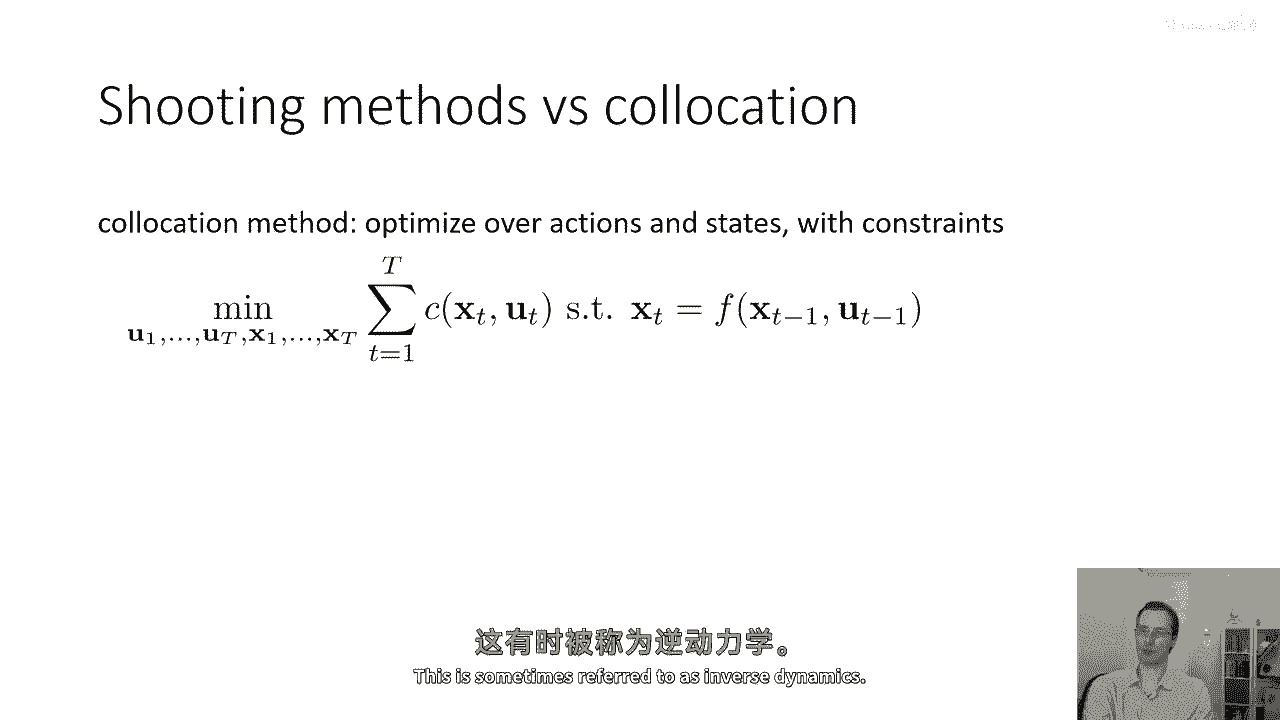 Shooting methods vs collocation
collocation method: optimize over actions and states, with constraints
\min_{\mathbf{u}_1,\ldots,\mathbf{u}_T,\mathbf{x}_1,\ldots,\mathbf{x}_T} \sum_{t=1}^{T} c(\mathbf{x}_t, \mathbf{u}_t) \text{ s.t. } \mathbf{x}_t = f(\mathbf{x}_{t-1}, \mathbf{u}_{t-1})
这有时被称为逆动力学。
This is sometimes referred to as inverse dynamics.